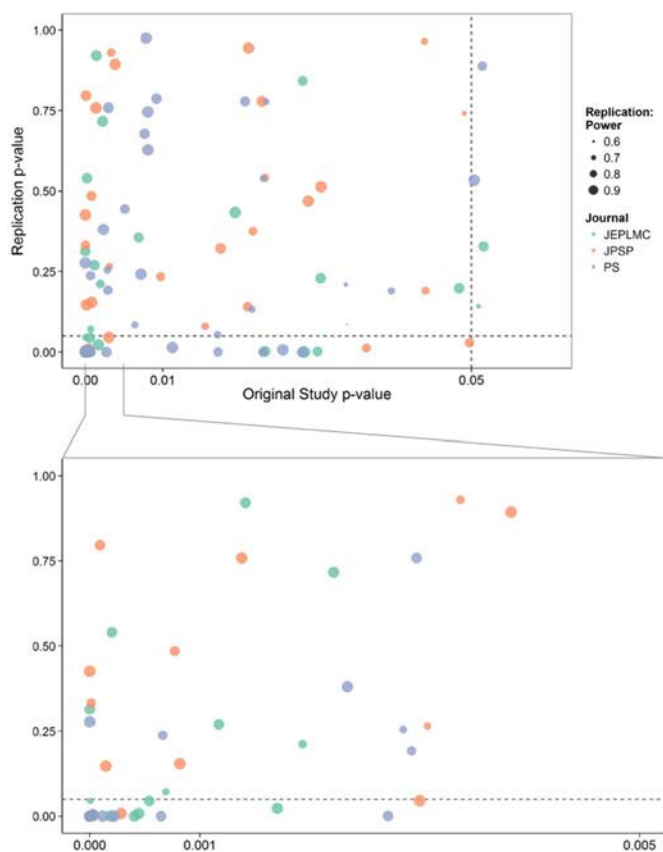 1.00
0.75
0.50
0.25
0.00
Replication p-value
0.00
0.01
0.05
Original Study p-value
Replication:
Power
0.6
0.7
0.8
0.9
Journal
JEPLMC
JPSP
PS
1.00
0.75
0.50
0.25
0.00
0.000
0.001
0.005